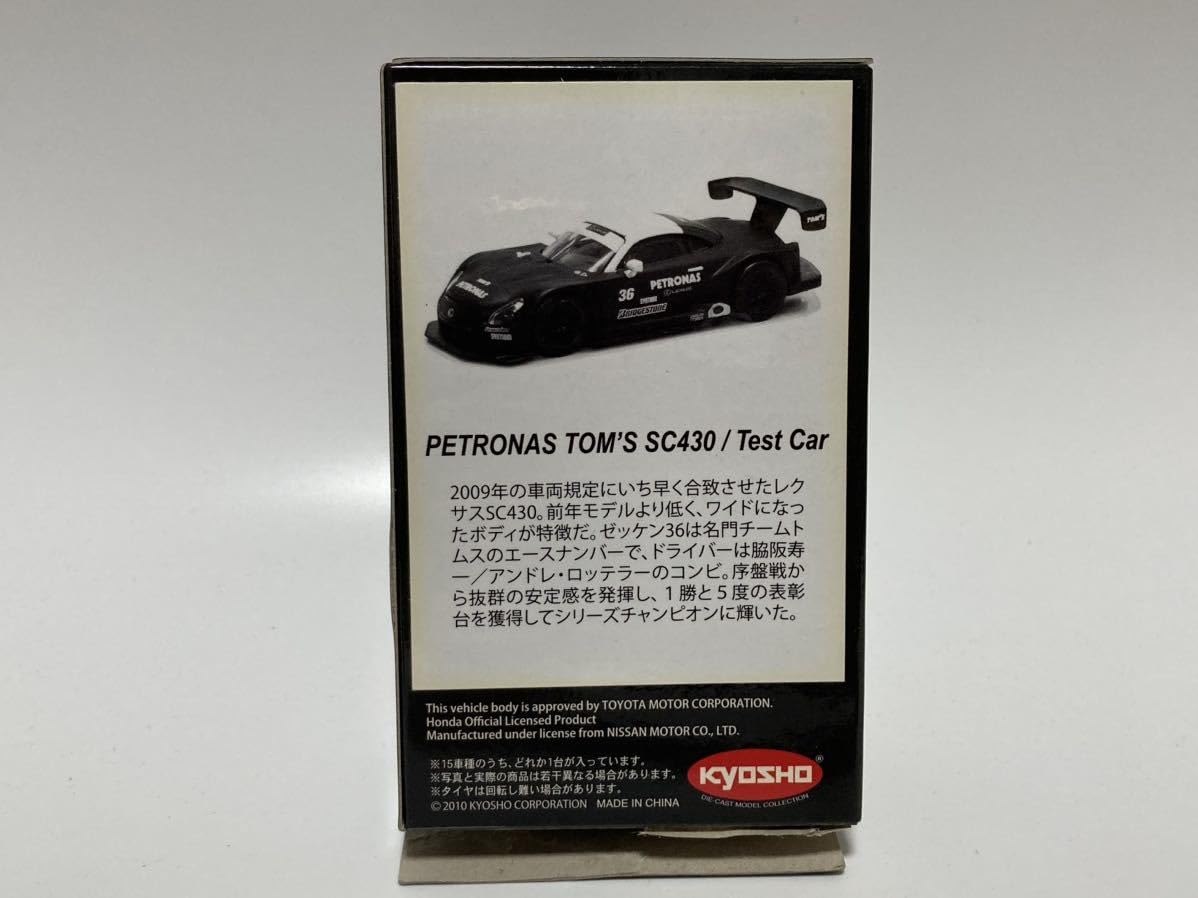 TOM'S
PETRONAS
LEXUS
36
BRIDGESTONE
PETRONAS
PETRONAS TOM'S SC430 / Test Car
2009年の車両規定にいち早く合致させたレク
サスSC430。前年モデルより低く、ワイドになっ
たボディが特徴だ。ゼッケン36は名門チームト
ムスのエースナンバーで、ドライバーは脇阪寿
一／アンドレ・ロッテラーのコンビ。序盤戦か
ら抜群の安定感を発揮し、1勝と5度の表彰
台を獲得してシリーズチャンピオンに輝いた。
This vehicle body is approved by TOYOTA MOTOR CORPORATION.
Honda Official Licensed Product
Manufactured under license from NISSAN MOTOR CO., LTD.
※15車種のうち、どれか1台が入っています。
※写真と実際の商品は若干異なる場合があります。
※タイヤは回転し難い場合があります。
© 2010 KYOSHO CORPORATION MADE IN CHINA
KYOSHO ®
DIE-CAST MODEL COLLECTION